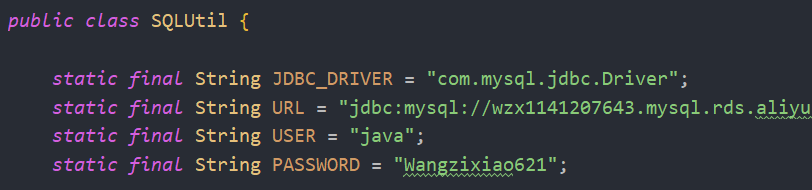 public class SQLUtil {
static final String JDBC_DRIVER = "com.mysql.jdbc.Driver";
static final String URL = "jdbc:mysql://wzx1141207643.mysql.rds.aliyu
static final String USER = "java";
static final String PASSWORD = "Wangzixiao621";